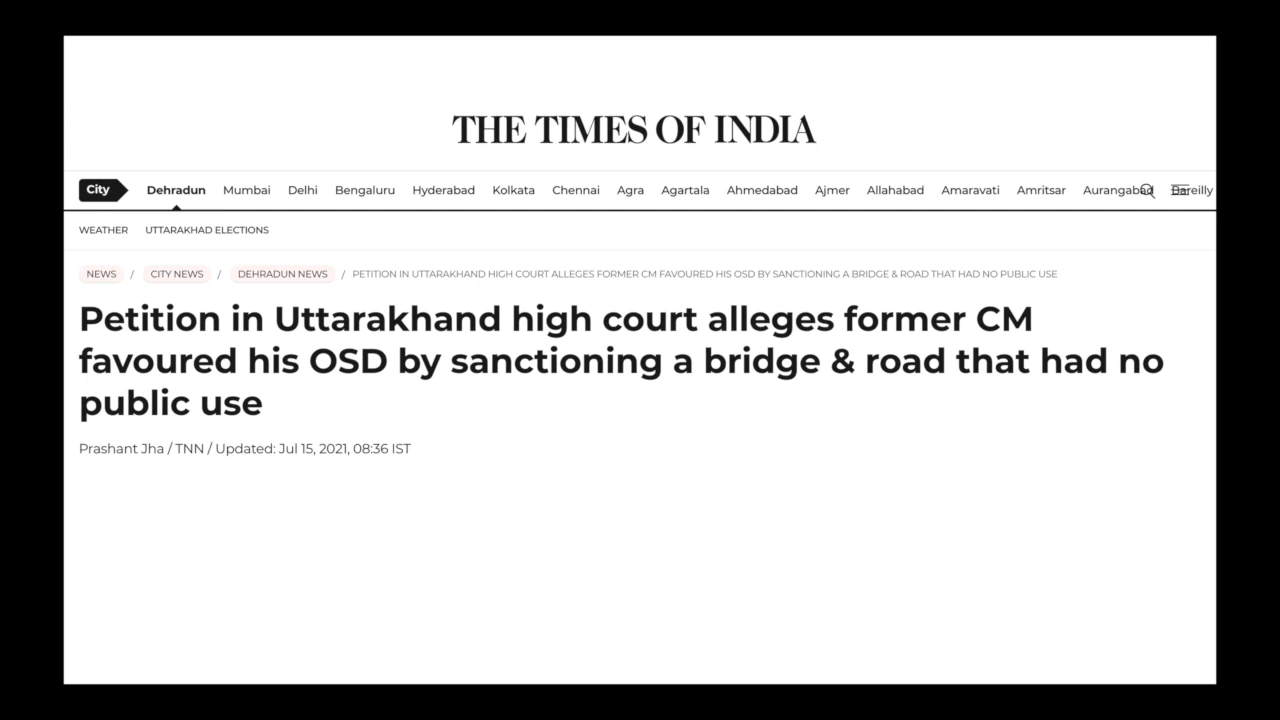 THE TIMES OF INDIA
City Dehradun Mumbai Delhi Bengaluru Hyderabad Kolkata Chennai Agra Agartala Ahmedabad Ajmer Allahabad Amaravati Amritsar Aurangabad Bareilly
WEATHER UTTARAKHAD ELECTIONS
NEWS / CITY NEWS / DEHRADUN NEWS / PETITION IN UTTARAKHAND HIGH COURT ALLEGES FORMER CM FAVOURED HIS OSD BY SANCTIONING A BRIDGE & ROAD THAT HAD NO PUBLIC USE
Petition in Uttarakhand high court alleges former CM
favoured his OSD by sanctioning a bridge & road that had no
public use
Prashant Jha / TNN / Updated: Jul 15, 2021, 08:36 IST